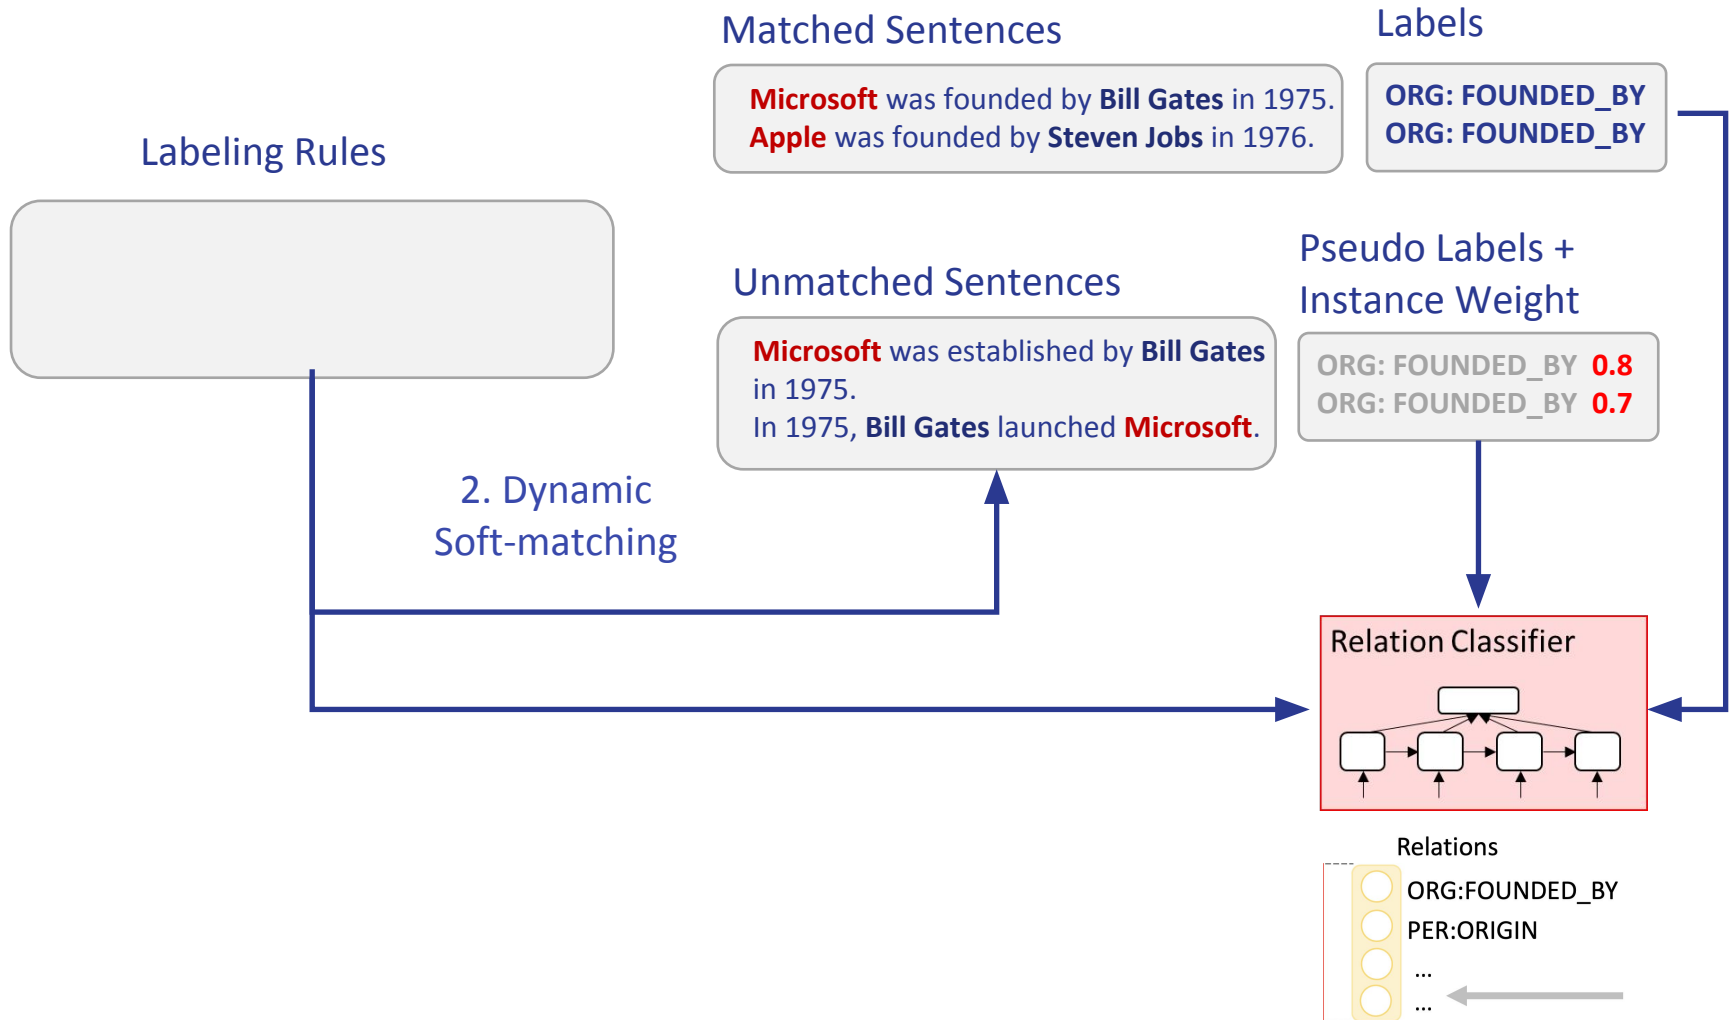 Labeling Rules
Matched Sentences
Microsoft was founded by Bill Gates in 1975.
Apple was founded by Steven Jobs in 1976.
Labels
ORG: FOUNDED_BY
ORG: FOUNDED_BY
Unmatched Sentences
Microsoft was established by Bill Gates
in 1975.
In 1975, Bill Gates launched Microsoft.
Pseudo Labels +
Instance Weight
ORG: FOUNDED_BY 0.8
ORG: FOUNDED_BY 0.7
2. Dynamic
Soft-matching
Relation Classifier
Relations
ORG:FOUNDED_BY
PER:ORIGIN
...
...